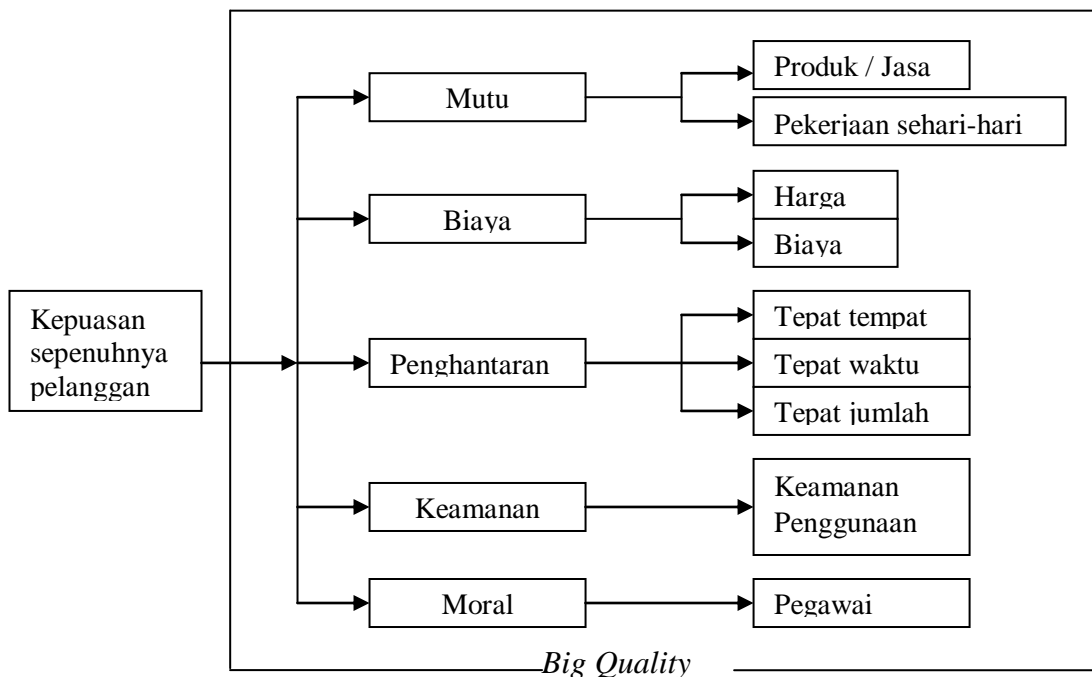 Produk / Jasa
Mutu
Pekerjaan sehari-hari
Harga
Biaya
Biaya
Kepuasan
sepenuhnya
pelanggan
Tepat tempat
Penghantaran
Tepat waktu
Tepat jumlah
Keamanan
Keamanan
Penggunaan
Moral
Pegawai
Big Quality